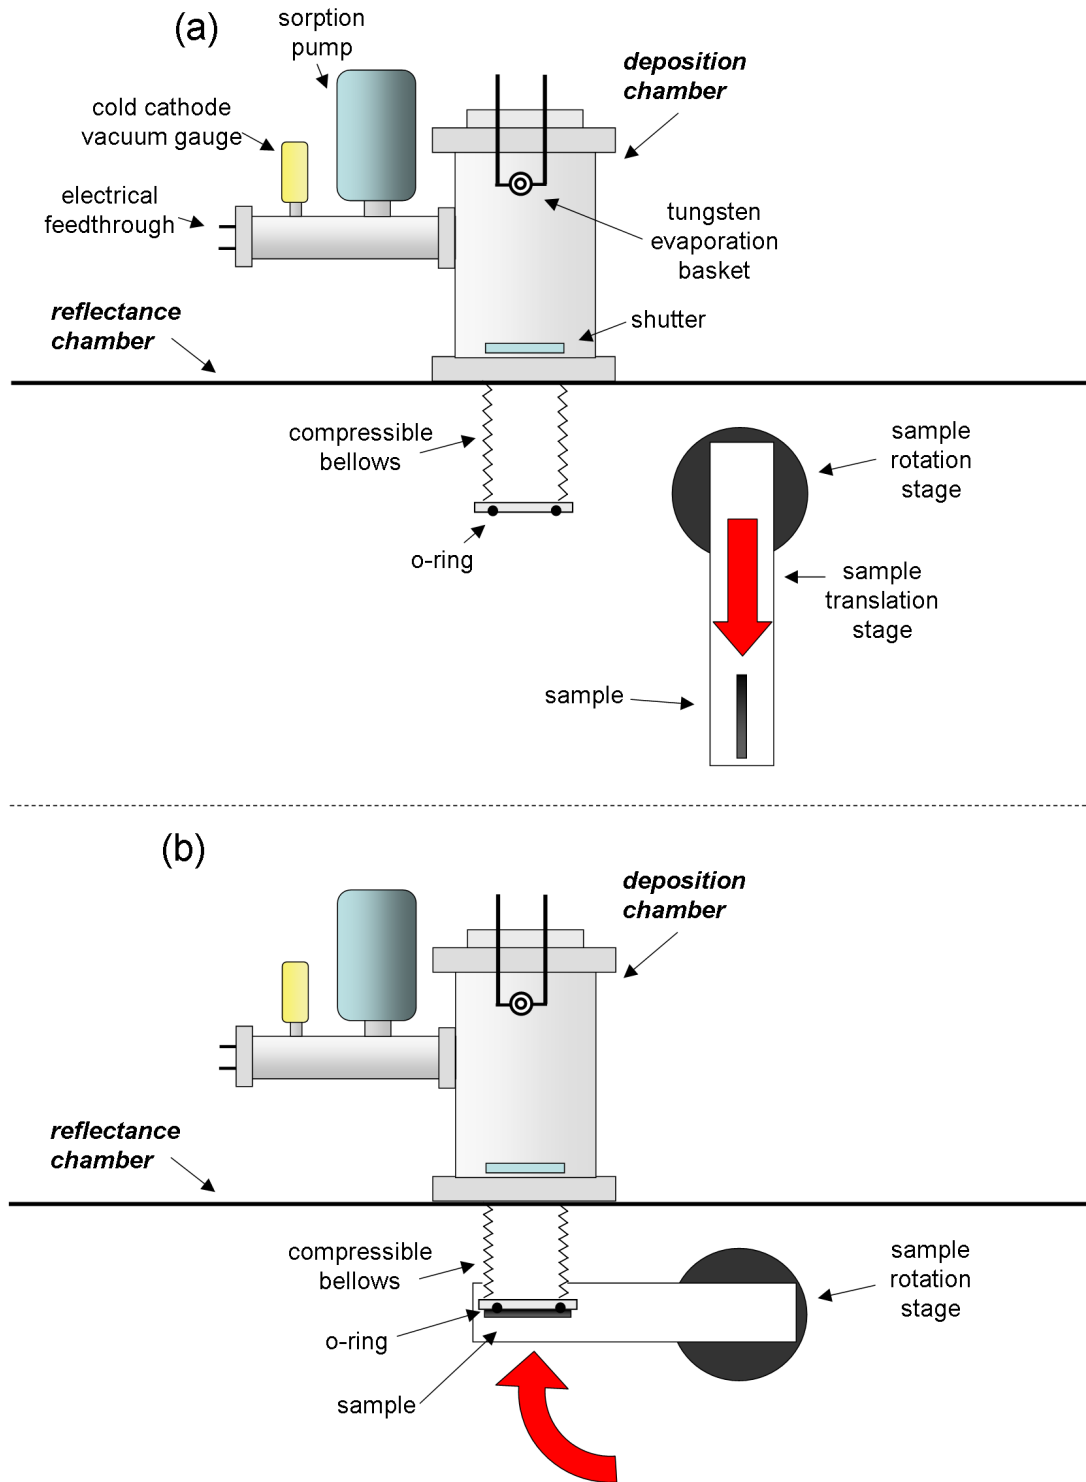 (a)
sorption
pump
deposition
chamber
cold cathode
vacuum gauge
electrical
feedthrough
tungsten
evaporation
basket
reflectance
chamber
shutter
compressible
bellows
sample
rotation
stage
o-ring
sample
translation
stage
sample
(b)
deposition
chamber
reflectance
chamber
compressible
bellows
sample
rotation
stage
o-ring
sample